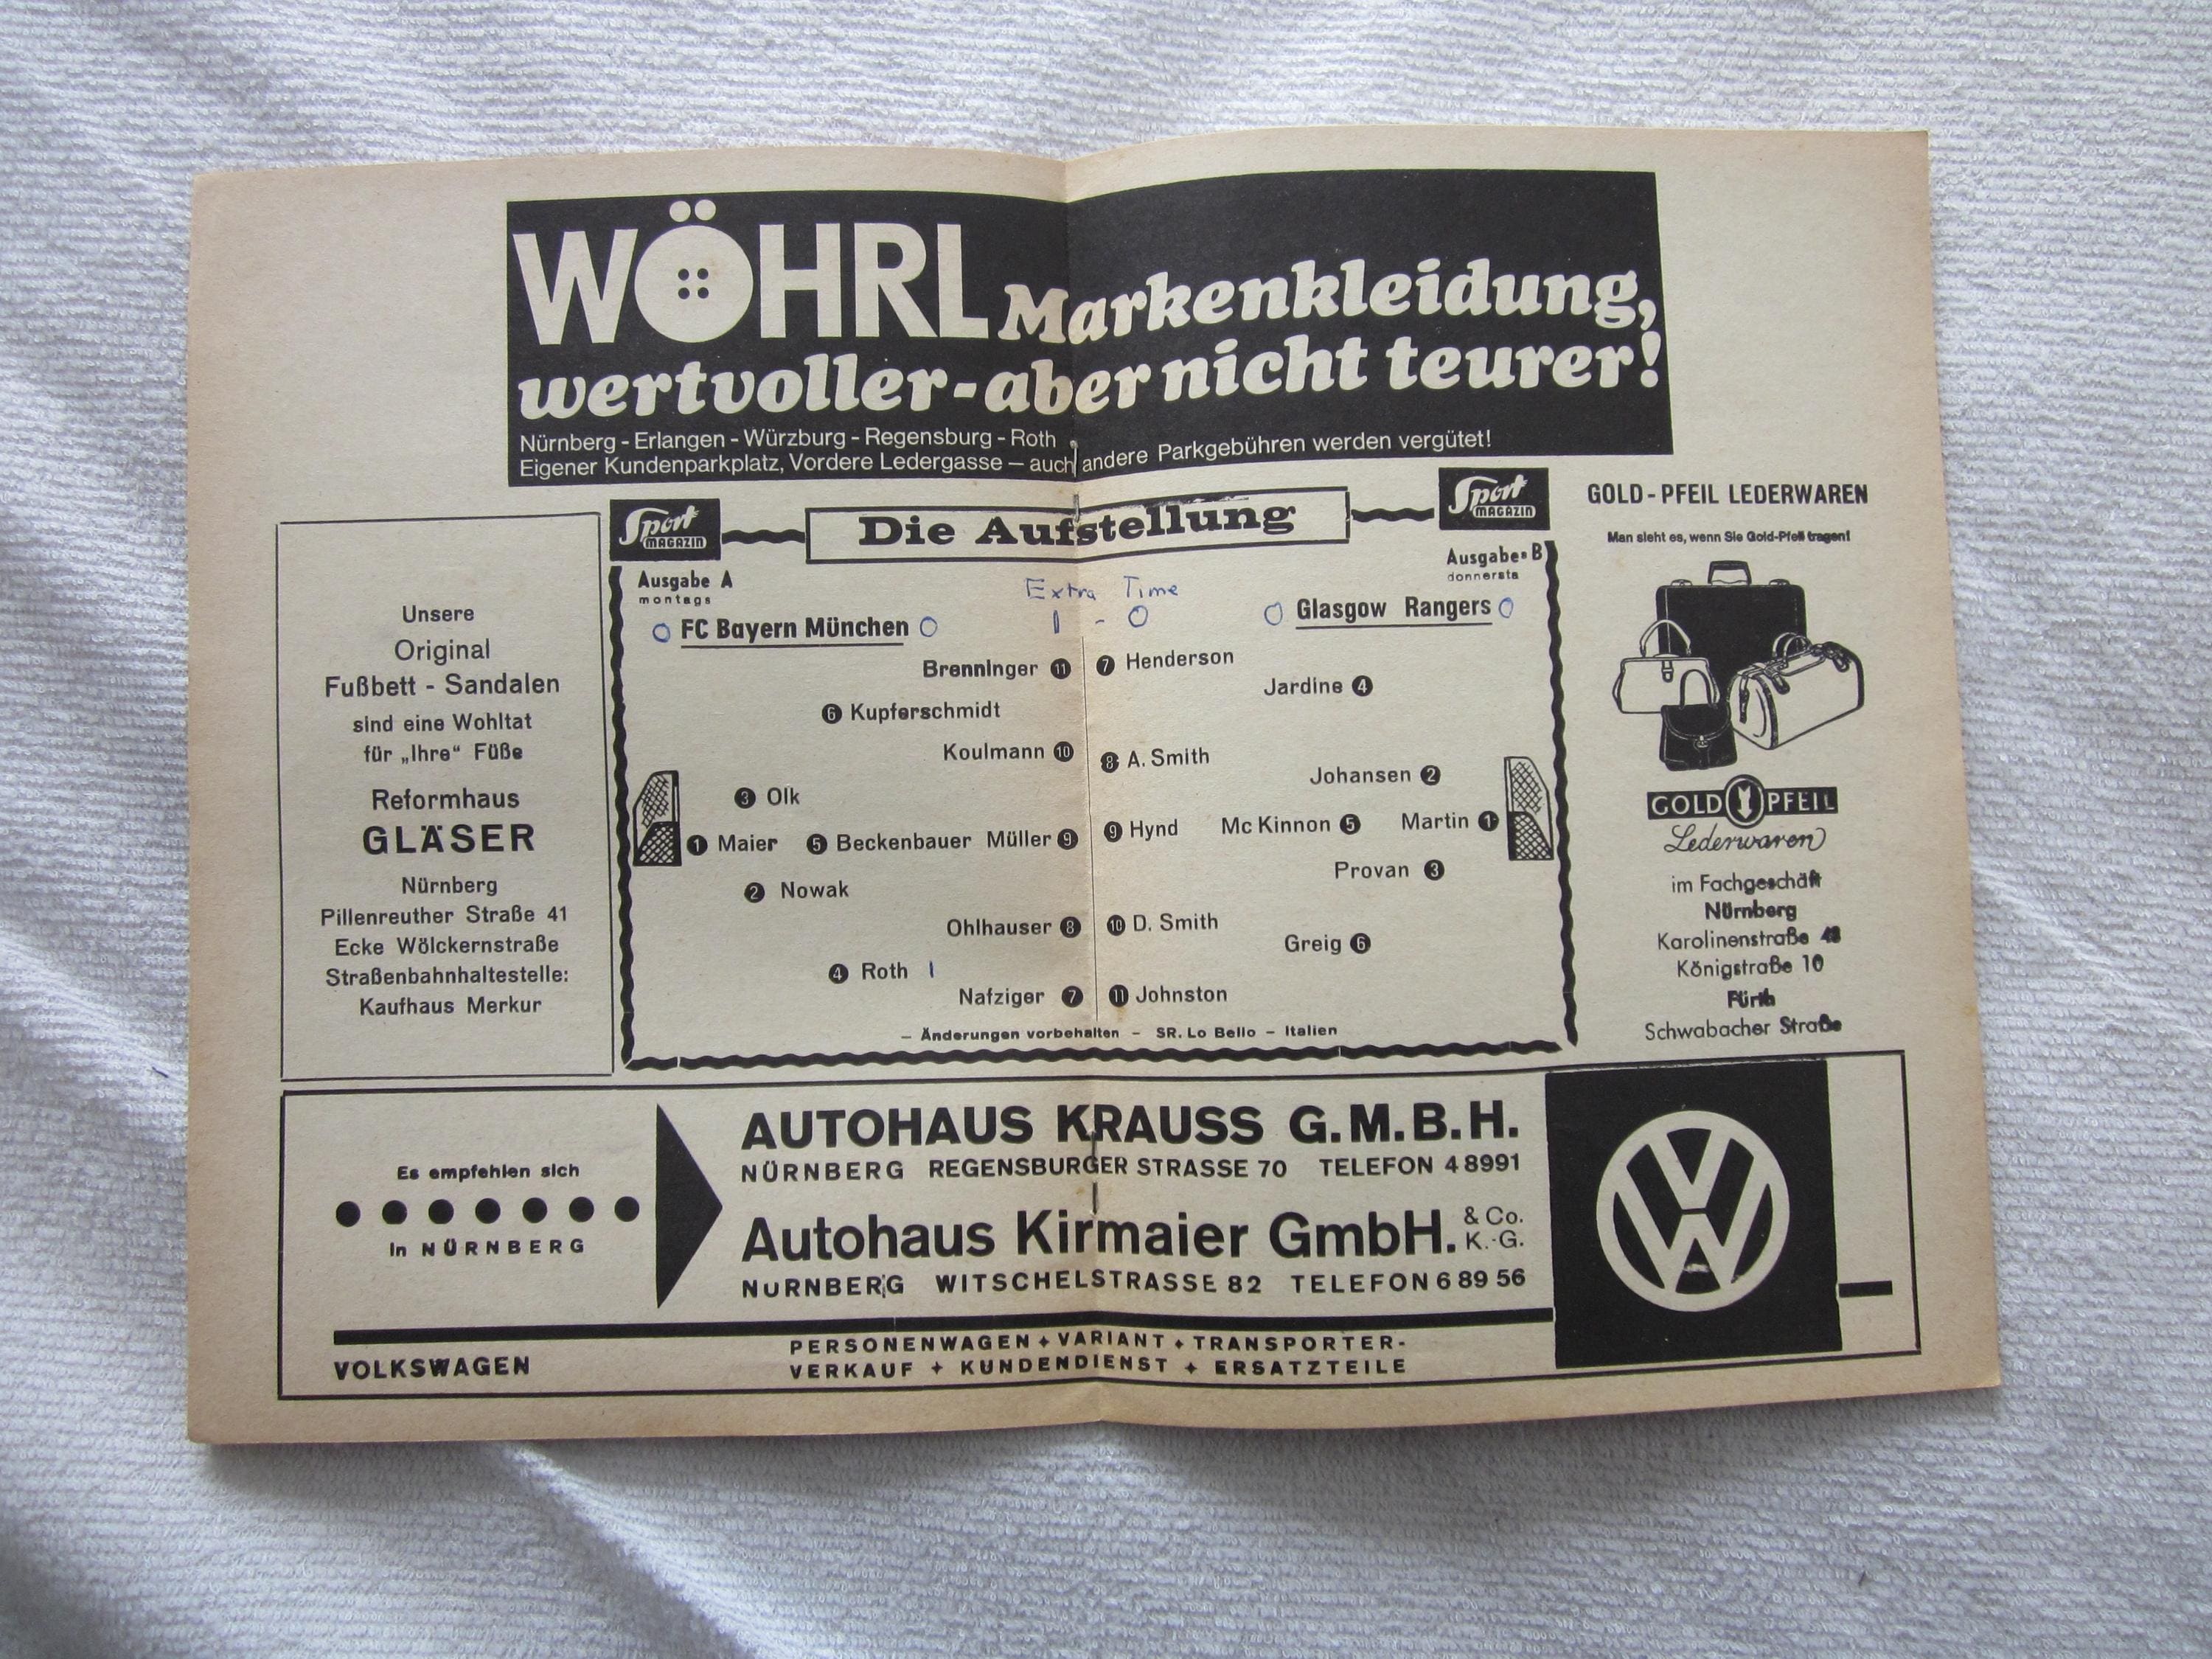 WÖHRL Markenkleidung,
wertvoller-aber nicht teurer!
Nürnberg - Erlangen - Würzburg - Regensburg - Roth
Eigener Kundenparkplatz, Vordere Ledergasse – auch andere Parkgebühren werden vergütet!
Unsere
Original
Fußbett - Sandalen
sind eine Wohltat
für „Ihre“ Füße
Reformhaus
GLÄSER
Nürnberg
Pillenreuther Straße 41
Ecke Wölckernstraße
Straßenbahnhaltestelle:
Kaufhaus Merkur
Sport MAGAZIN
Die Aufstellung
Sport MAGAZIN
Ausgabe A
montags
Ausgabe B
donnersta
Extra Time
0 FC Bayern München 0
1 - 0
0 Glasgow Rangers 0
Brenninger 11
7 Henderson
Jardine 4
6 Kupferschmidt
Koulmann 10
8 A. Smith
Johansen 2
3 Olk
1 Maier 5 Beckenbauer Müller 9
9 Hynd Mc Kinnon 5 Martin 1
Provan 3
2 Nowak
Ohlhauser 8
10 D. Smith
Greig 6
4 Roth 1
Nafziger 7
11 Johnston
– Änderungen vorbehalten – SR. Lo Bello – Italien
GOLD-PFEIL LEDERWAREN
Man sieht es, wenn Sie Gold-Pfeil tragen!
GOLD PFEIL
Lederwaren
im Fachgeschäft
Nürnberg
Karolinenstraße
Königstraße 10
Fürth
Schwabacher Straße
Es empfehlen sich
in NÜRNBERG
AUTOHAUS KRAUSS G.M.B.H.
NÜRNBERG REGENSBURGER STRASSE 70 TELEFON 48991
Autohaus Kirmaier GmbH. & Co. K.-G.
NURNBERG WITSCHELSTRASSE 82 TELEFON 6 89 56
VOLKSWAGEN
PERSONENWAGEN + VARIANT + TRANSPORTER-
VERKAUF + KUNDENDIENST + ERSATZTEILE
VW